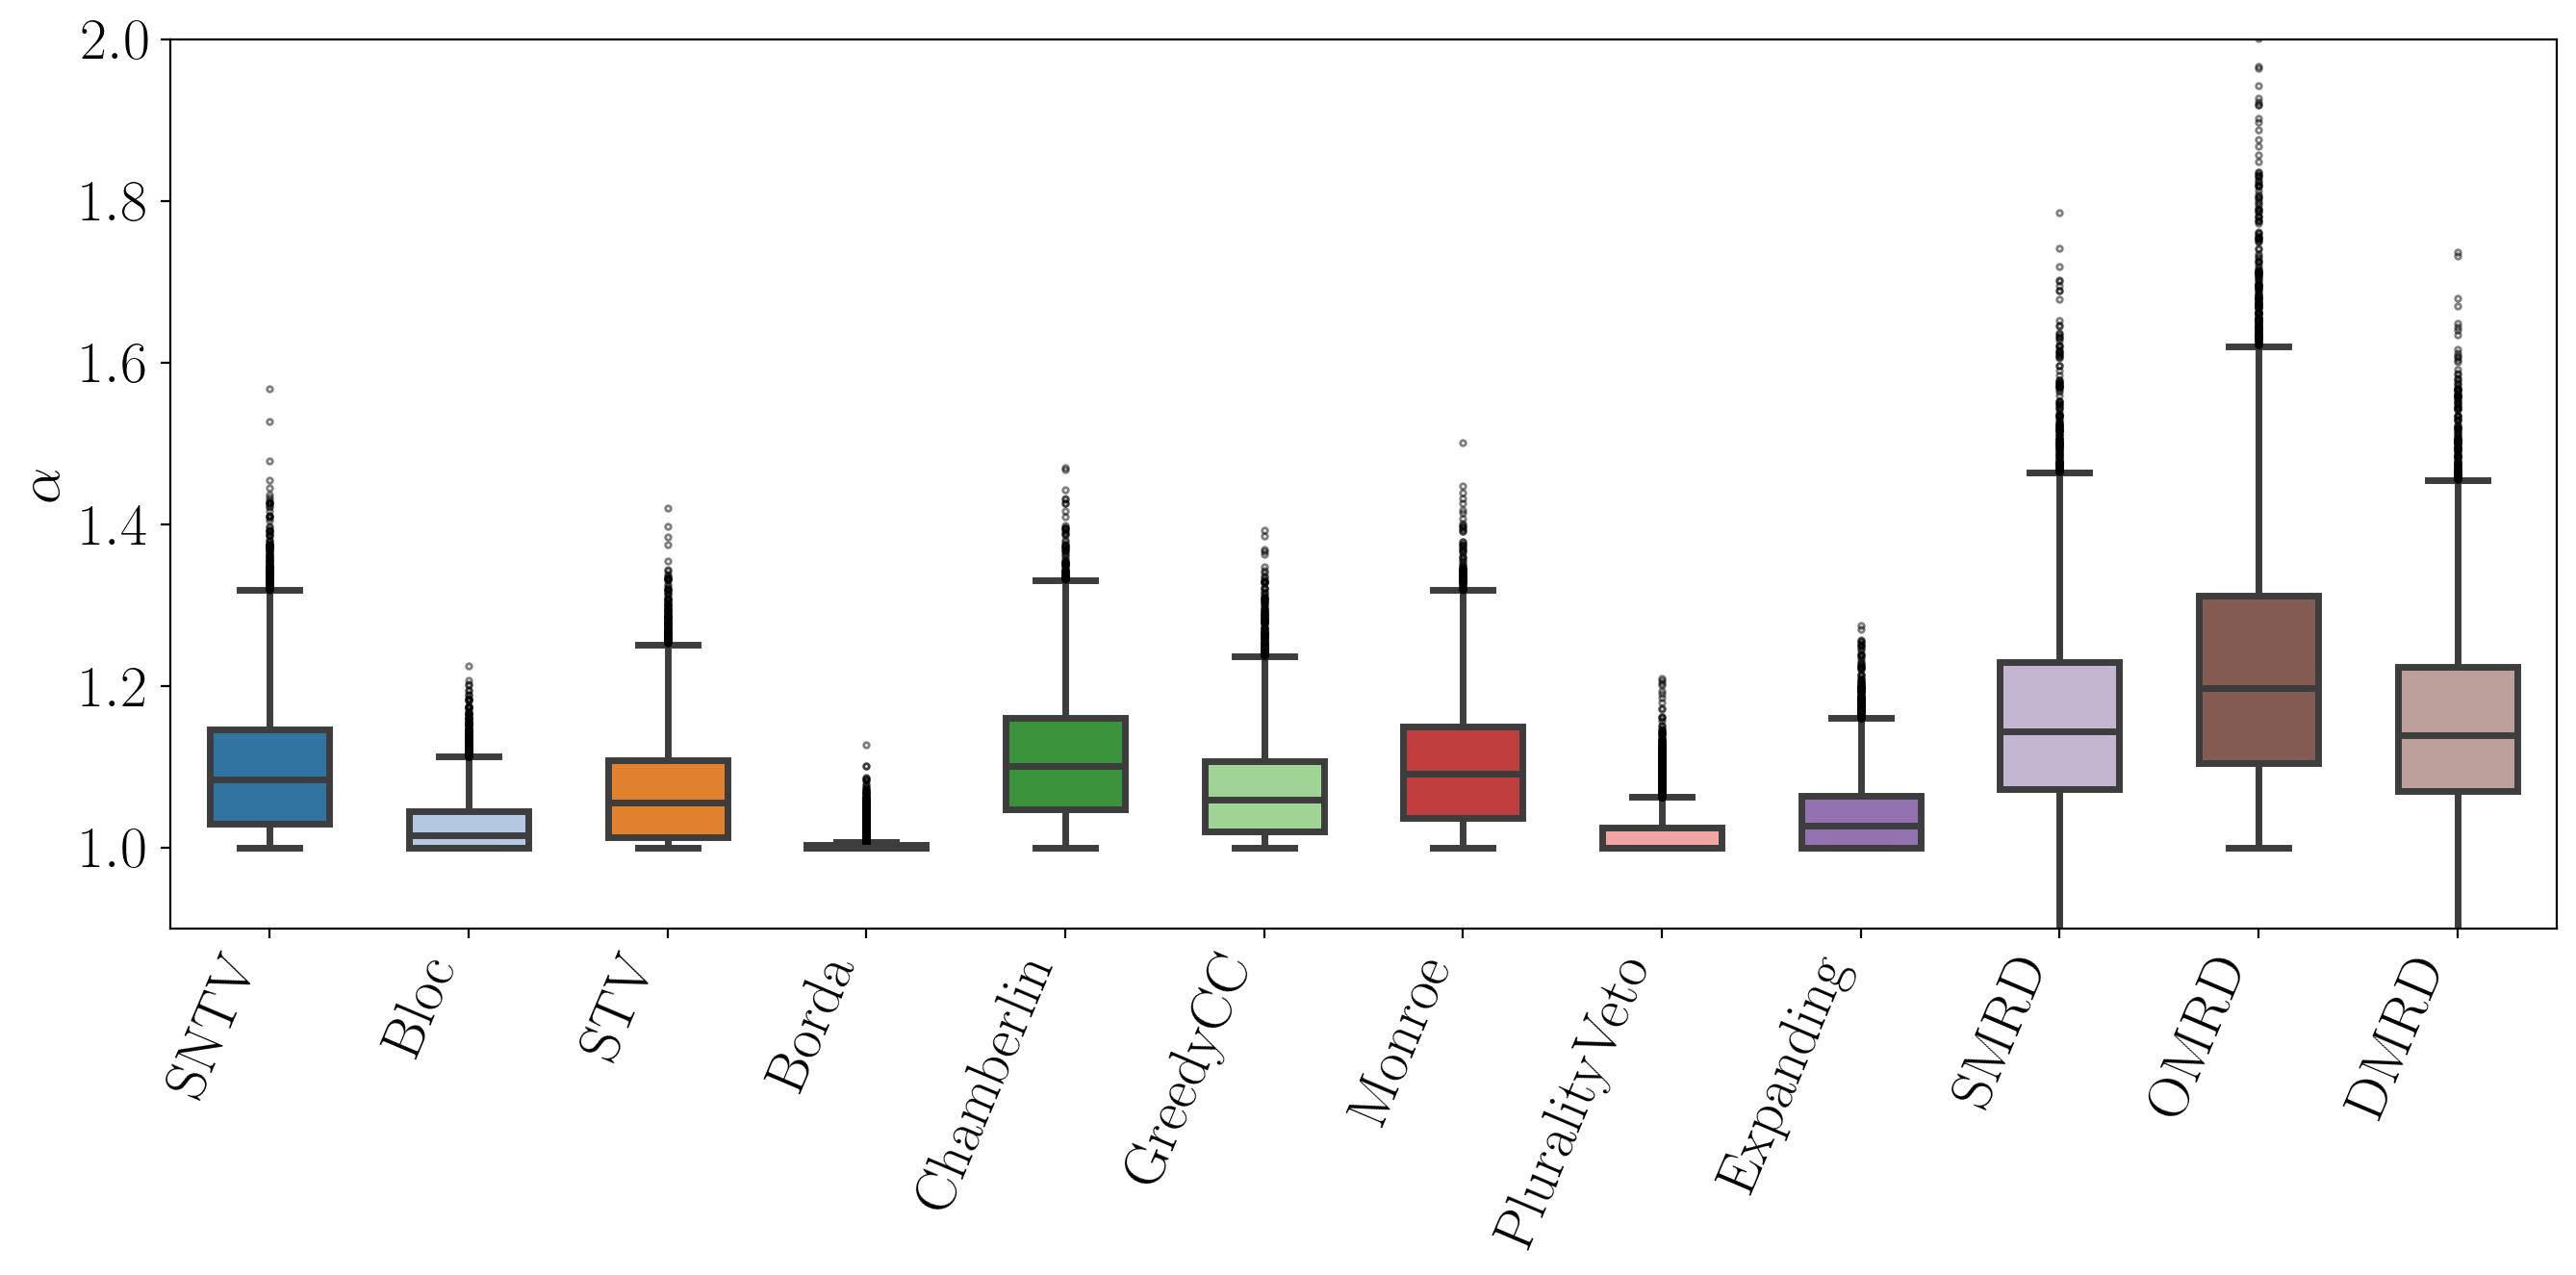 α
2.0
1.8
1.6
1.4
1.2
1.0
SNTV
Bloc
STV
Borda
Chamberlin
GreedyCC
Monroe
PluralityVeto
Expanding
SMRD
OMRD
DMRD